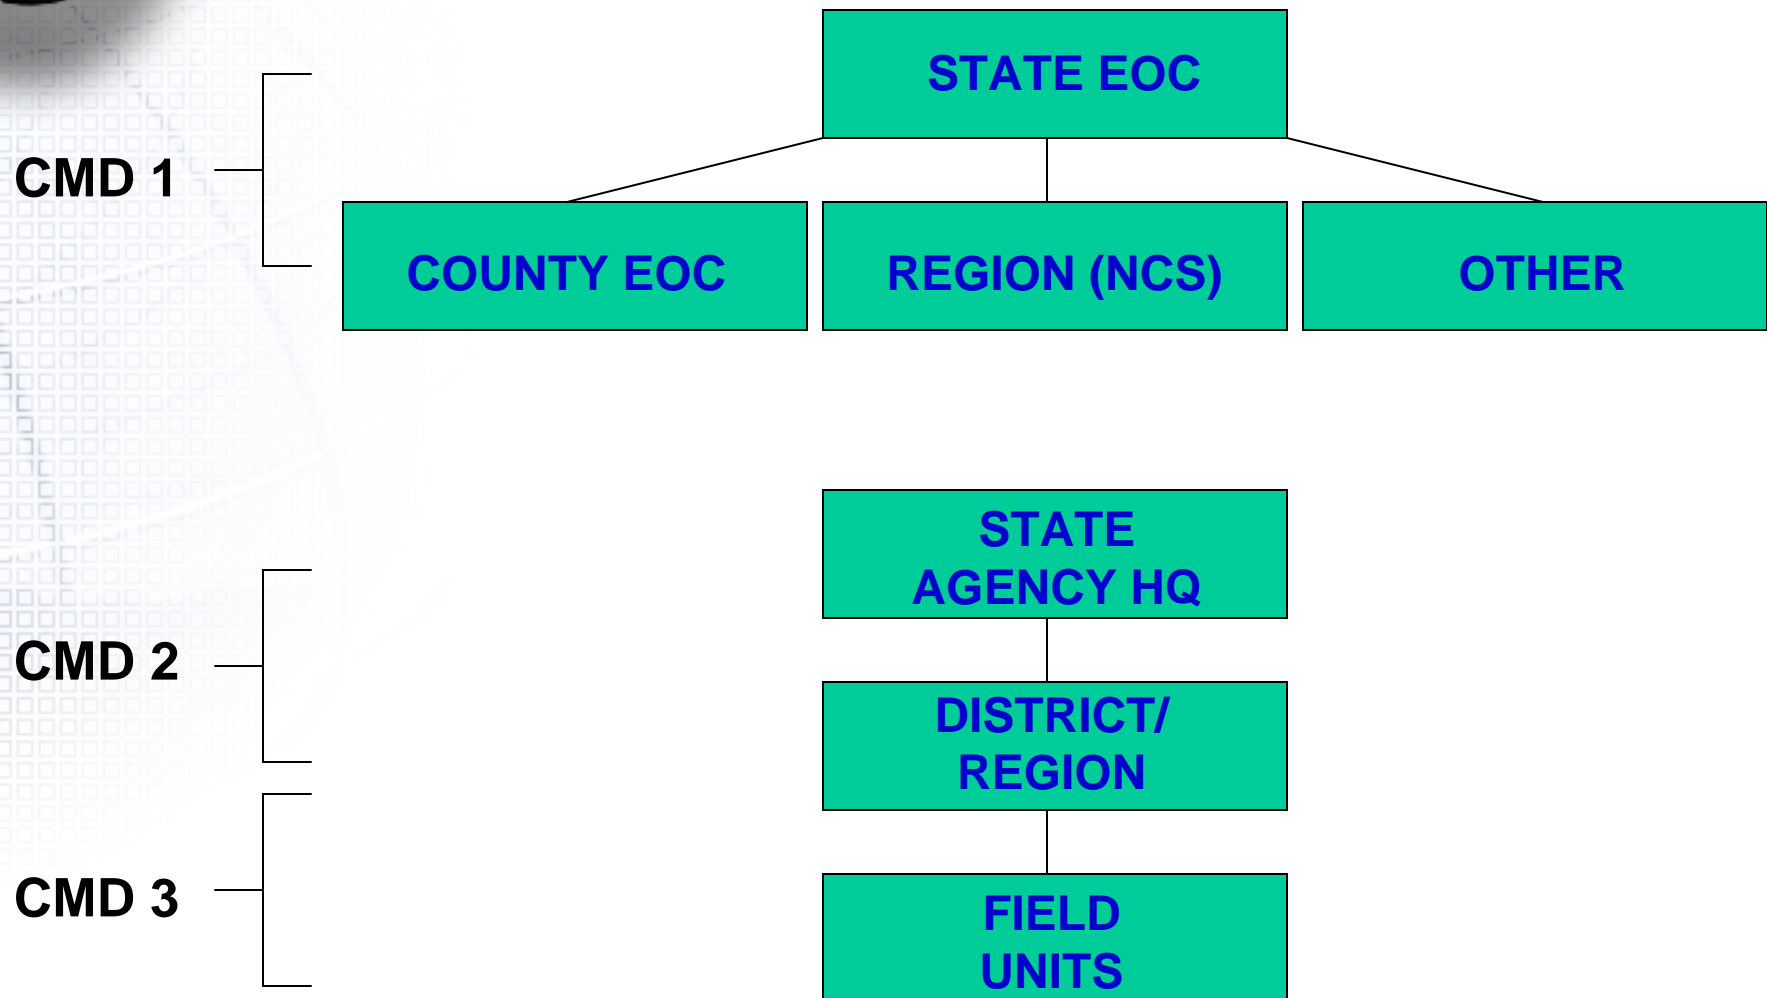 STATE EOC
CMD 1
COUNTY EOC
REGION (NCS)
OTHER
STATE
AGENCY HQ
CMD 2
DISTRICT/
REGION
CMD 3
FIELD
UNITS